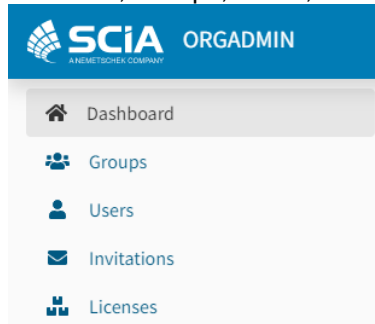 SCIA ORGADMIN
A NEMETSCHEK COMPANY
Dashboard
Groups
Users
Invitations
Licenses